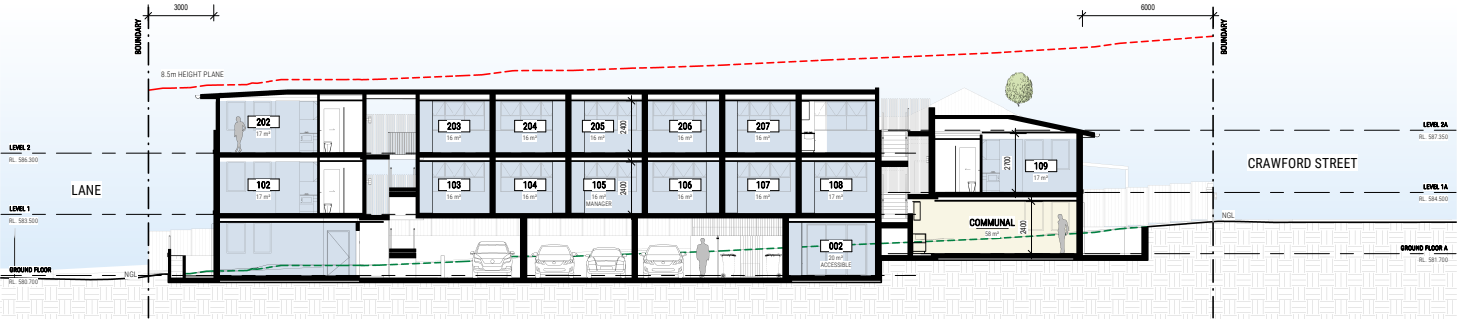 3000
6000
BOUNDARY
BOUNDARY
8.5m HEIGHT PLANE
202
17 m²
203
16 m²
204
16 m²
205
16 m²
2400
206
16 m²
207
16 m²
LEVEL 2
RL 586.300
LEVEL 2A
RL 587.350
LANE
CRAWFORD STREET
102
17 m²
103
16 m²
104
16 m²
105
16 m²
MANAGER
2400
106
16 m²
107
16 m²
108
17 m²
2700
109
17 m²
LEVEL 1
RL 583.500
LEVEL 1A
RL 584.500
COMMUNAL
58 m²
2400
NGL
002
20 m²
ACCESSIBLE
GROUND FLOOR
RL 580.700
NGL
GROUND FLOOR A
RL 581.700